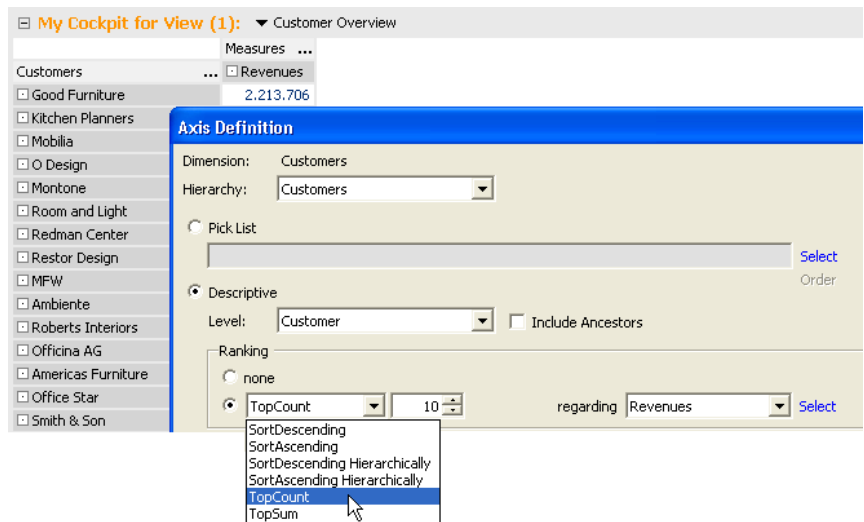 My Cockpit for View (1): Customer Overview
Measures ...
Customers ... Revenues
Good Furniture 2.213.706
Kitchen Planners
Mobilia
O Design
Montone
Room and Light
Redman Center
Restor Design
MFW
Ambiente
Roberts Interiors
Officina AG
Americas Furniture
Office Star
Smith & Son
Axis Definition
Dimension: Customers
Hierarchy: Customers
Pick List
Select
Order
Descriptive
Level: Customer Include Ancestors
Ranking
none
TopCount 10 regarding Revenues Select
SortDescending
SortAscending
SortDescending Hierarchically
SortAscending Hierarchically
TopCount
TopSum